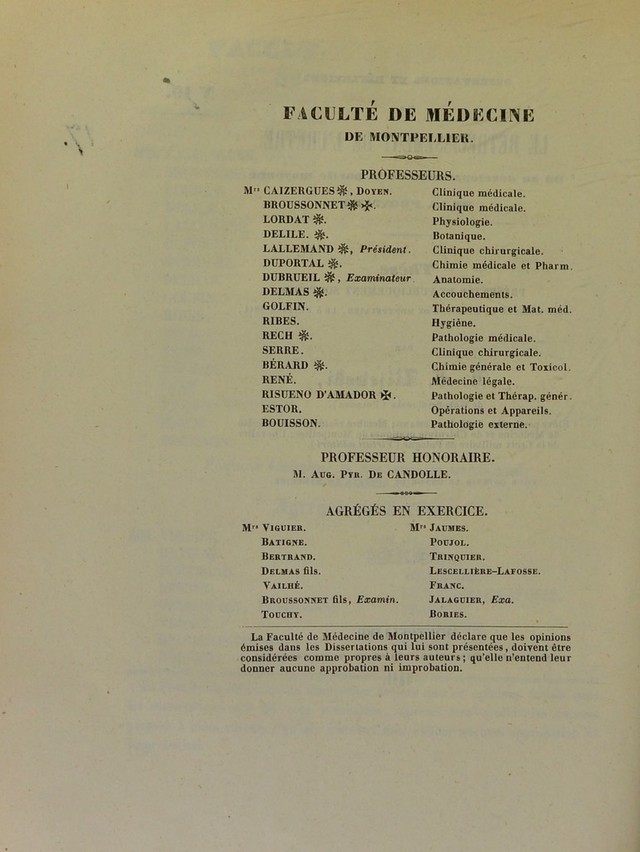 FACULTÉ DE MÉDECINE
DE MONTPELLIER.
PROFESSEURS.
Mrs CAIZERGUES ❋, DOYEN. Clinique médicale.
BROUSSONNET ❋ ✠. Clinique médicale.
LORDAT ❋. Physiologie.
DELILE. ❋. Botanique.
LALLEMAND ❋, Président. Clinique chirurgicale.
DUPORTAL ❋. Chimie médicale et Pharm.
DUBRUEIL ❋, Examinateur Anatomie.
DELMAS ❋. Accouchements.
GOLFIN. Thérapeutique et Mat. méd.
RIBES. Hygiène.
RECH ❋. Pathologie médicale.
SERRE. Clinique chirurgicale.
BÉRARD ❋. Chimie générale et Toxicol.
RENÉ. Médecine légale.
RISUENO D'AMADOR ✠. Pathologie et Thérap. génér.
ESTOR. Opérations et Appareils.
BOUISSON. Pathologie externe.
PROFESSEUR HONORAIRE.
M. AUG. PYR. DE CANDOLLE.
AGRÉGÉS EN EXERCICE.
Mrs VIGUIER. Mrs JAUMES.
BATIGNE. POUJOL.
BERTRAND. TRINQUIER.
DELMAS fils. LESCELLIÈRE-LAFOSSE.
VAILHÉ. FRANC.
BROUSSONNET fils, Examin. JALAGUIER, Exa.
TOUCHY. BORIES.
La Faculté de Médecine de Montpellier déclare que les opinions
émises dans les Dissertations qui lui sont présentées, doivent être
considérées comme propres à leurs auteurs; qu'elle n'entend leur
donner aucune approbation ni improbation.